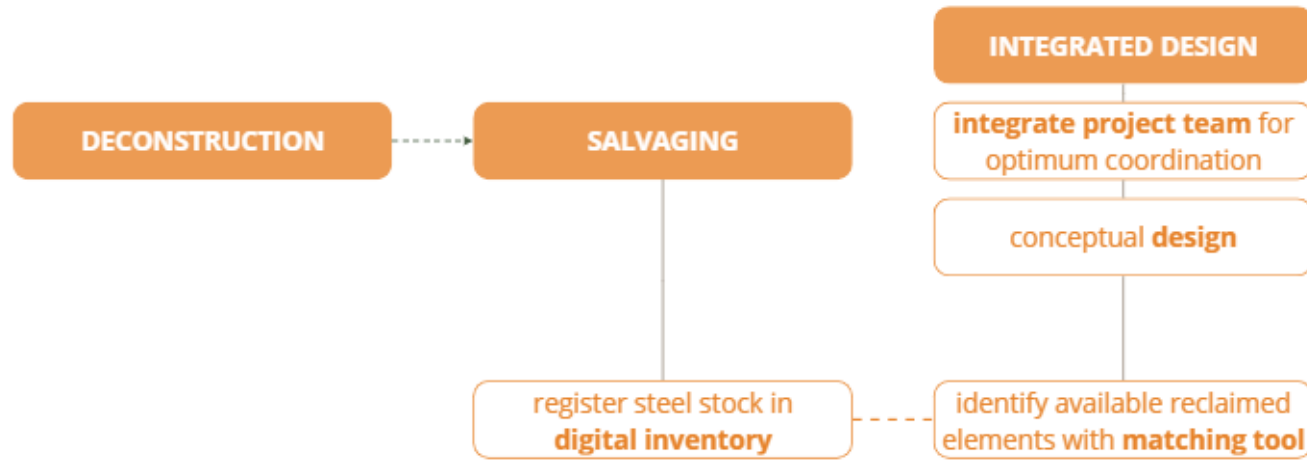 INTEGRATED DESIGN
DECONSTRUCTION
SALVAGING
integrate project team for
optimum coordination
conceptual design
register steel stock in
digital inventory
identify available reclaimed
elements with matching tool